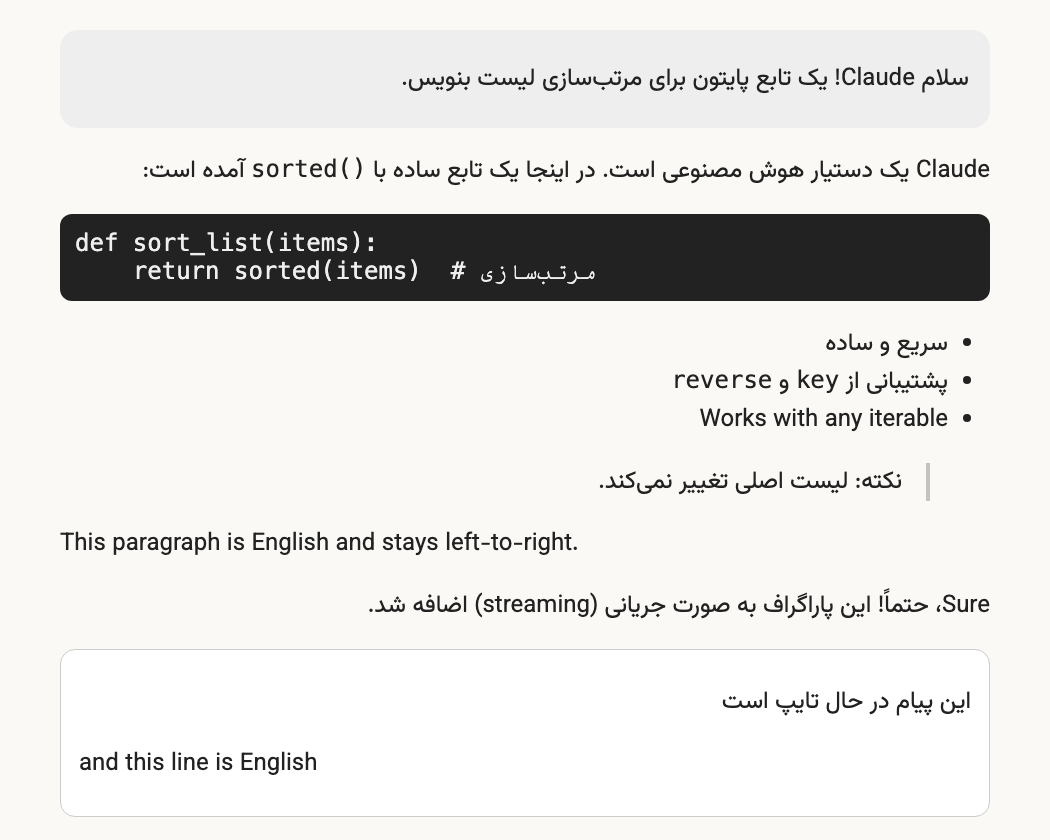 سلام Claude! یک تابع پایتون برای مرتب‌سازی لیست بنویس.
Claude یک دستیار هوش مصنوعی است. در اینجا یک تابع ساده با sorted() آمده است:
def sort_list(items):
    return sorted(items)  # مرتب‌سازی
• سریع و ساده
• پشتیبانی از key و reverse
• Works with any iterable
نکته: لیست اصلی تغییر نمی‌کند.
This paragraph is English and stays left-to-right.
Sure، حتماً! این پاراگراف به صورت جریانی (streaming) اضافه شد.
این پیام در حال تایپ است
and this line is English